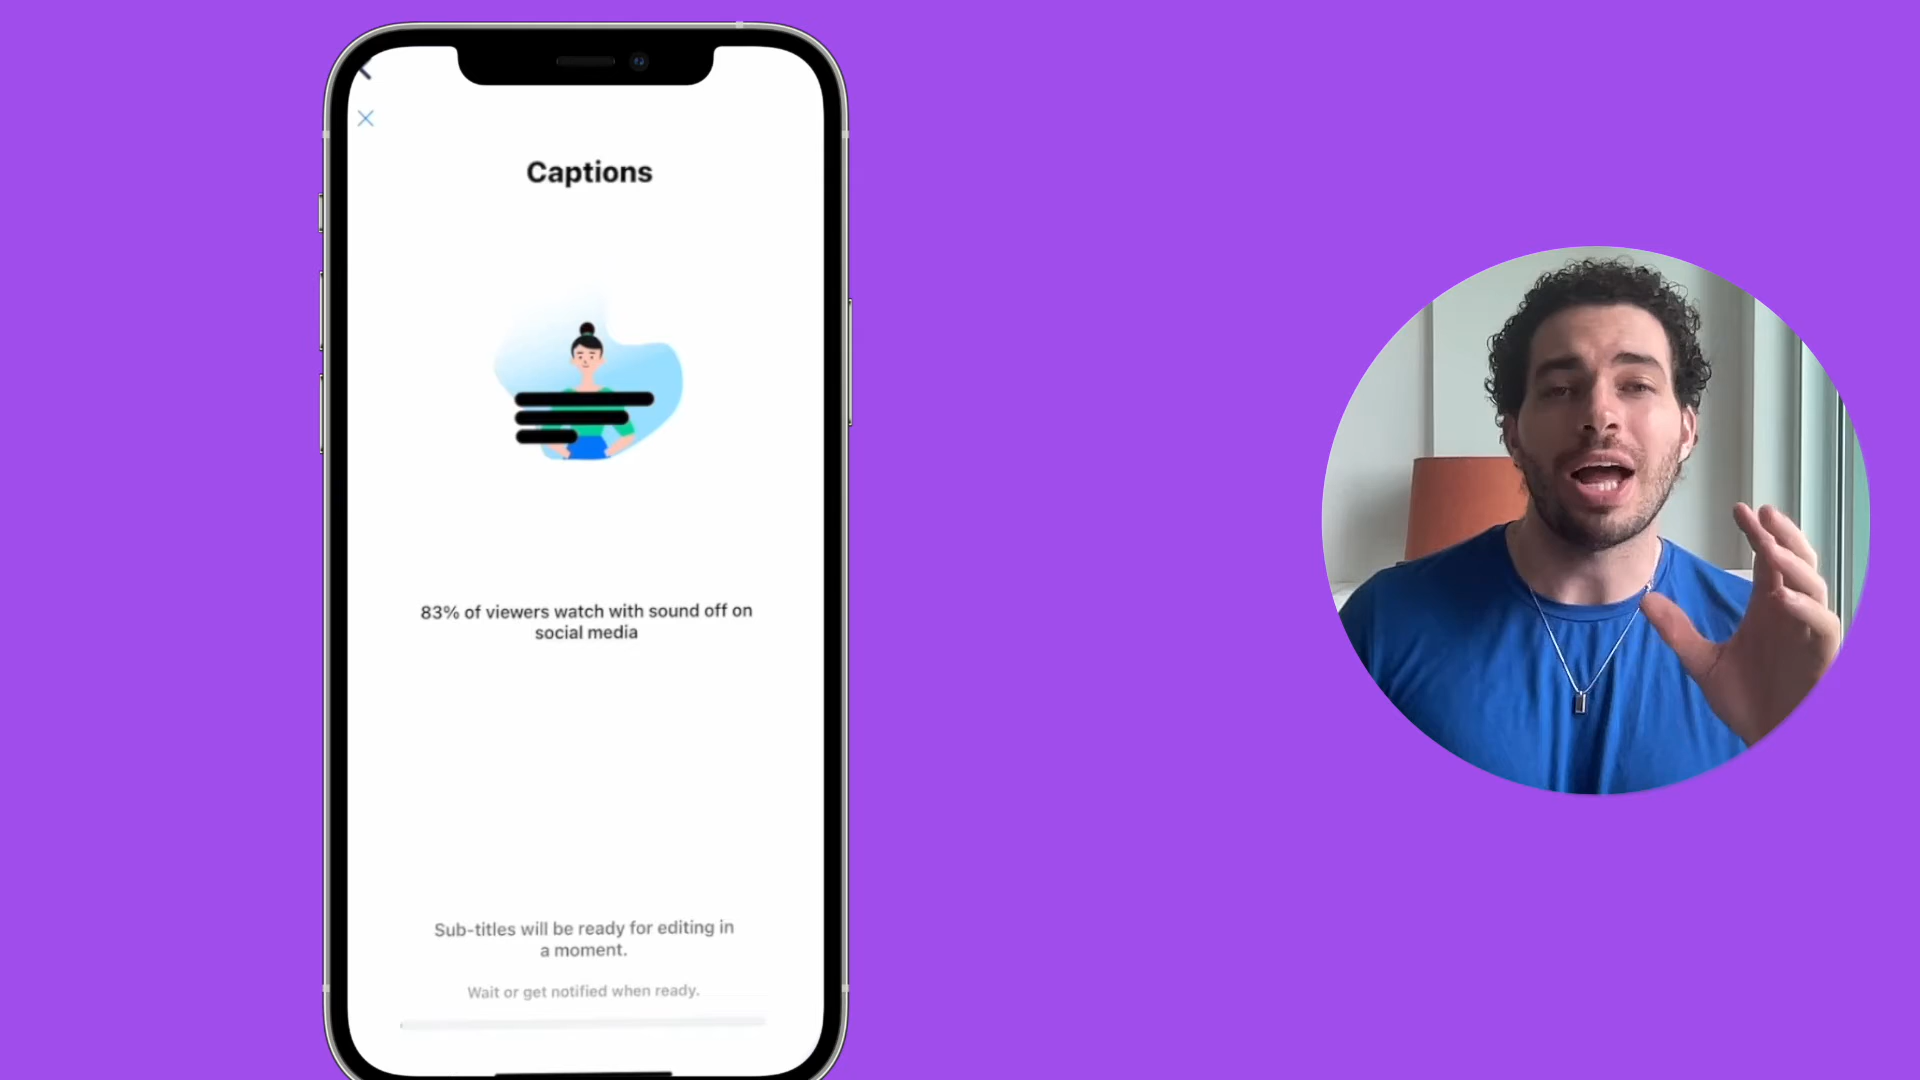 Captions
83% of viewers watch with sound off on
social media
Sub-titles will be ready for editing in
a moment.
Wait or get notified when ready.